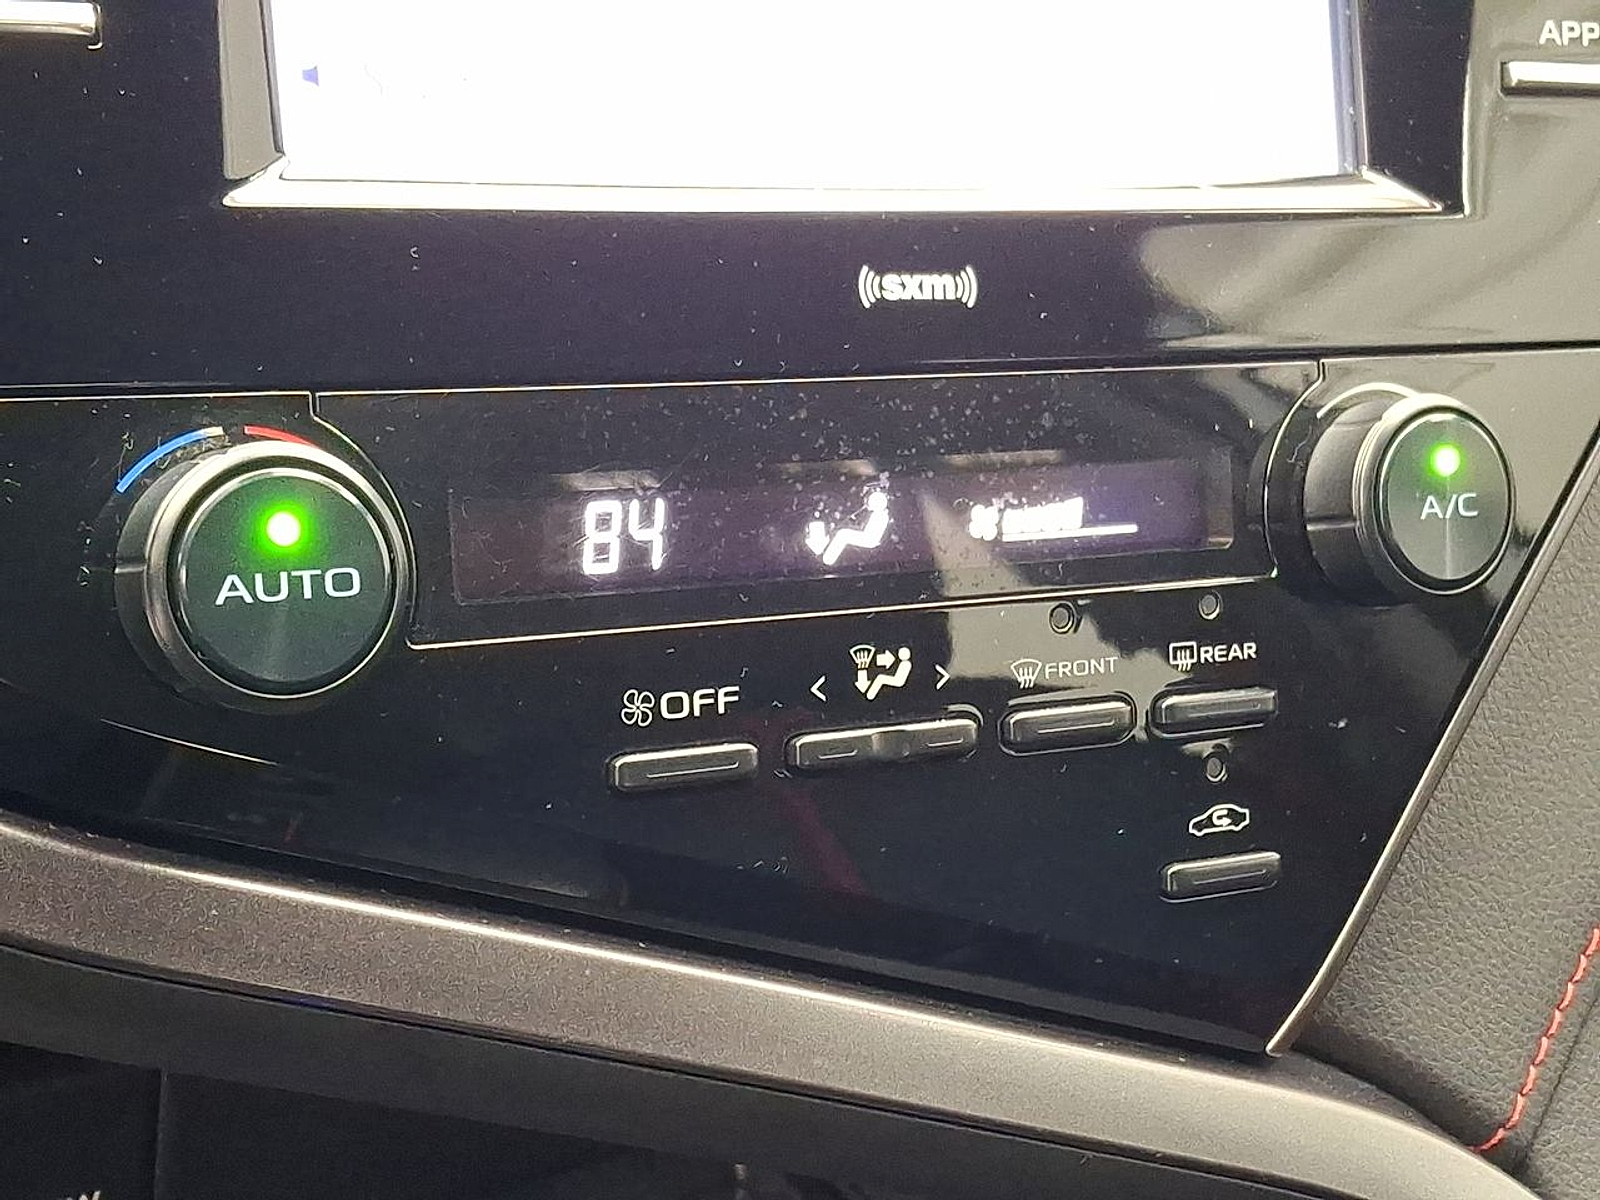 APP
sxm
84
AUTO
A/C
OFF
FRONT
REAR